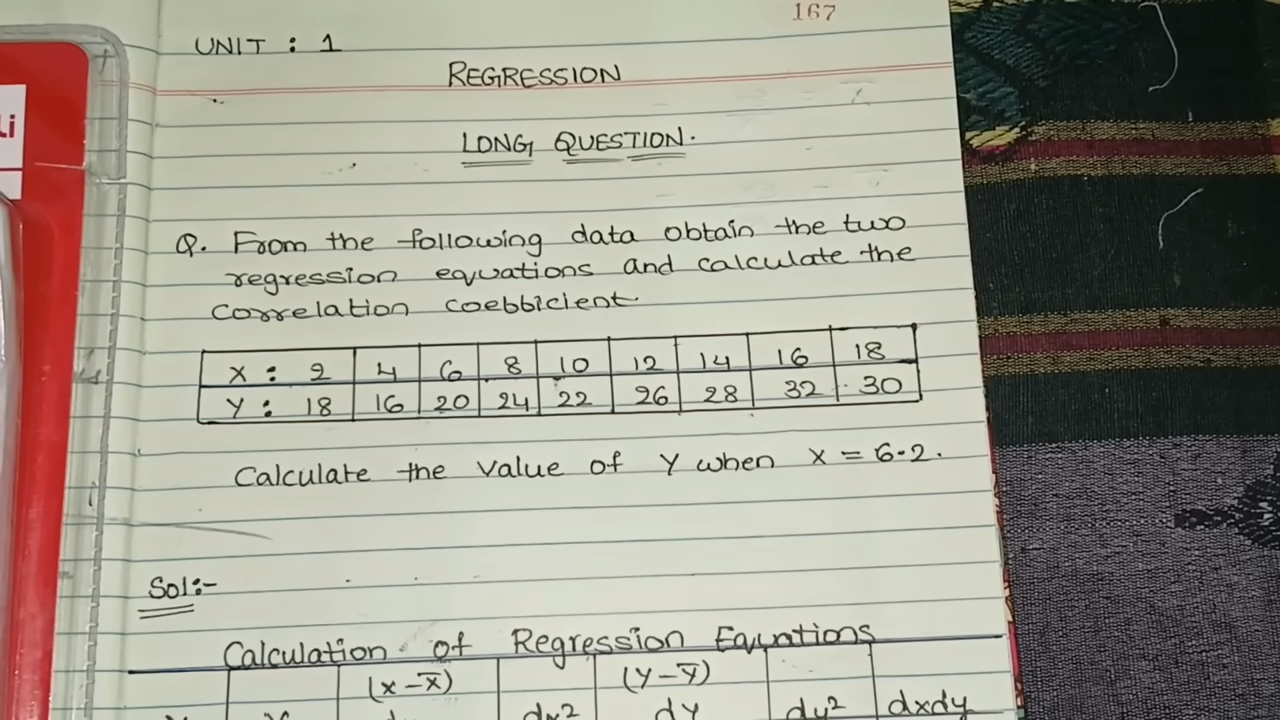 167
UNIT : 1
REGRESSION
LONG QUESTION.
Q. From the following data obtain the two
regression equations and calculate the
correlation coebbicient.
X : 2 4 6 8 10 12 14 16 18
Y : 18 16 20 24 22 26 28 32 30
Calculate the value of Y when X = 6.2.
Sol:-
Calculation of Regression Equations
(x-x̅) (y-y̅)
dx² dy dy² dxdy